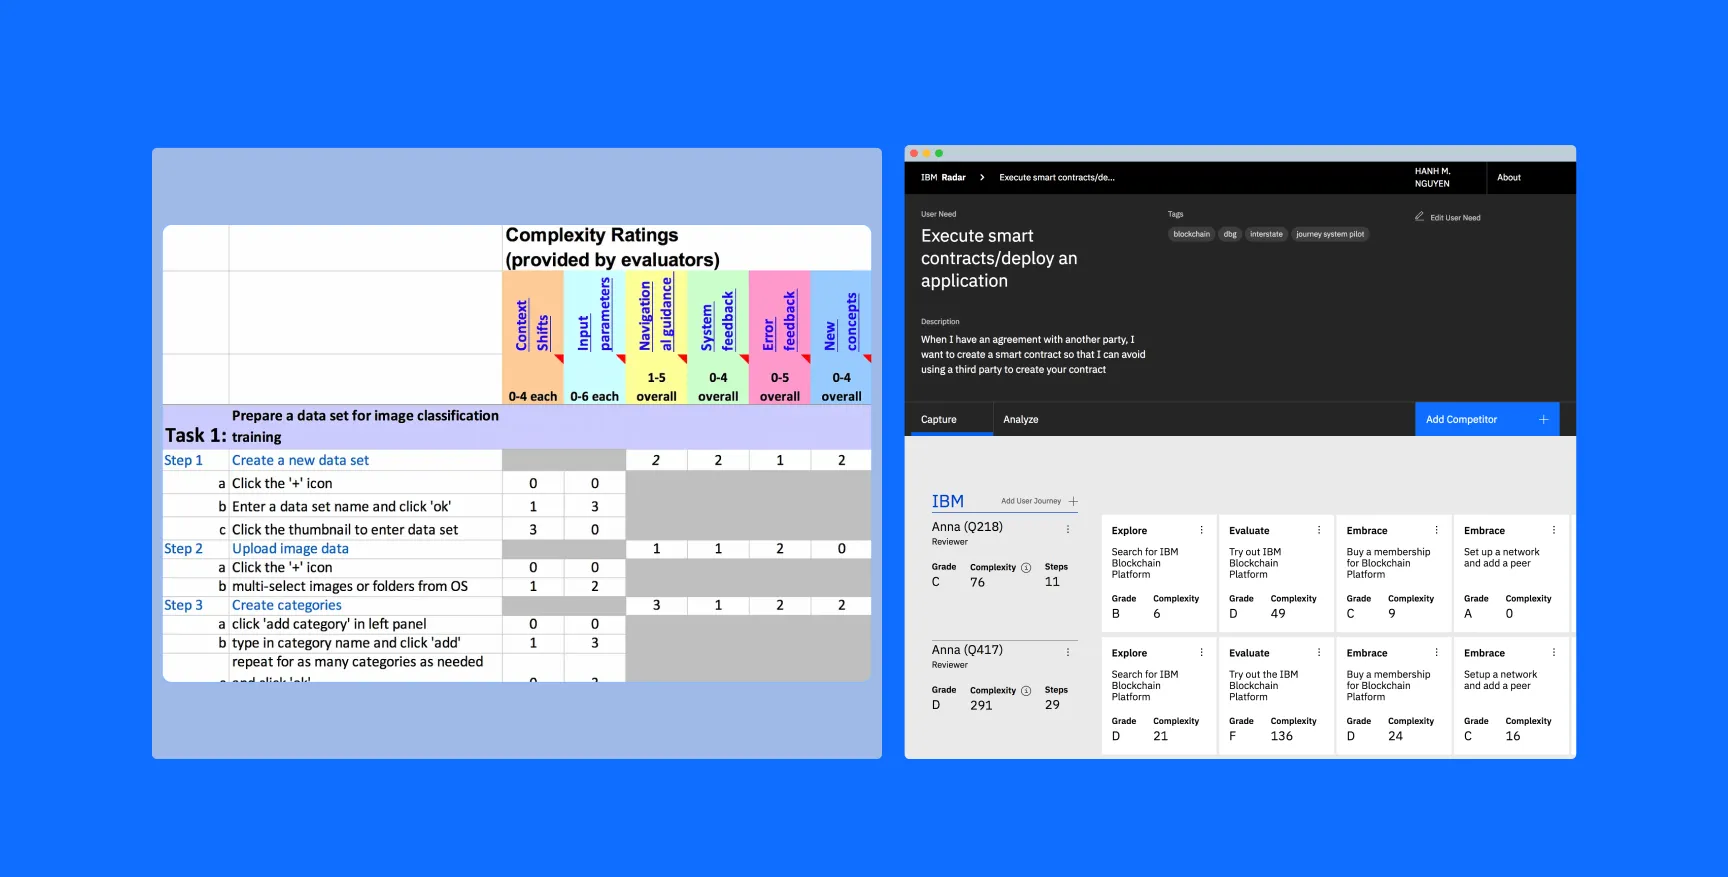 Complexity Ratings
(provided by evaluators)
Context
Shifts
Input
parameters
Navigation
al guidance
System
feedback
Error
feedback
New
concepts
0-4 each
0-6 each
1-5
overall
0-4
overall
0-5
overall
0-4
overall
Task 1: Prepare a data set for image classification
training
Step 1 Create a new data set 2 2 1 2
a Click the '+' icon 0 0
b Enter a data set name and click 'ok' 1 3
c Click the thumbnail to enter data set 3 0
Step 2 Upload image data 1 1 2 0
a Click the '+' icon 0 0
b multi-select images or folders from OS 1 2
Step 3 Create categories 3 1 2 2
a click 'add category' in left panel 0 0
b type in category name and click 'add' 1 3
repeat for as many categories as needed
and click 'ok'
IBM Radar > Execute smart contracts/de...
HANH M.
NGUYEN
About
User Need
Execute smart
contracts/deploy an
application
Tags
blockchain dbg interstate journey system pilot
Edit User Need
Description
When I have an agreement with another party, I
want to create a smart contract so that I can avoid
using a third party to create your contract
Capture Analyze Add Competitor +
IBM Add User Journey +
Anna (Q218)
Reviewer
Grade Complexity Steps
C 76 11
Explore
Search for IBM
Blockchain
Platform
Grade Complexity
B 6
Evaluate
Try out IBM
Blockchain
Platform
Grade Complexity
D 49
Embrace
Buy a membership
for Blockchain
Platform
Grade Complexity
C 9
Embrace
Set up a network
and add a peer
Grade Complexity
A 0
Anna (Q417)
Reviewer
Grade Complexity Steps
D 291 29
Explore
Search for IBM
Blockchain
Platform
Grade Complexity
D 21
Evaluate
Try out the IBM
Blockchain
Platform
Grade Complexity
F 136
Embrace
Buy a membership
for Blockchain
Platform
Grade Complexity
D 24
Embrace
Setup a network
and add a peer
Grade Complexity
C 16